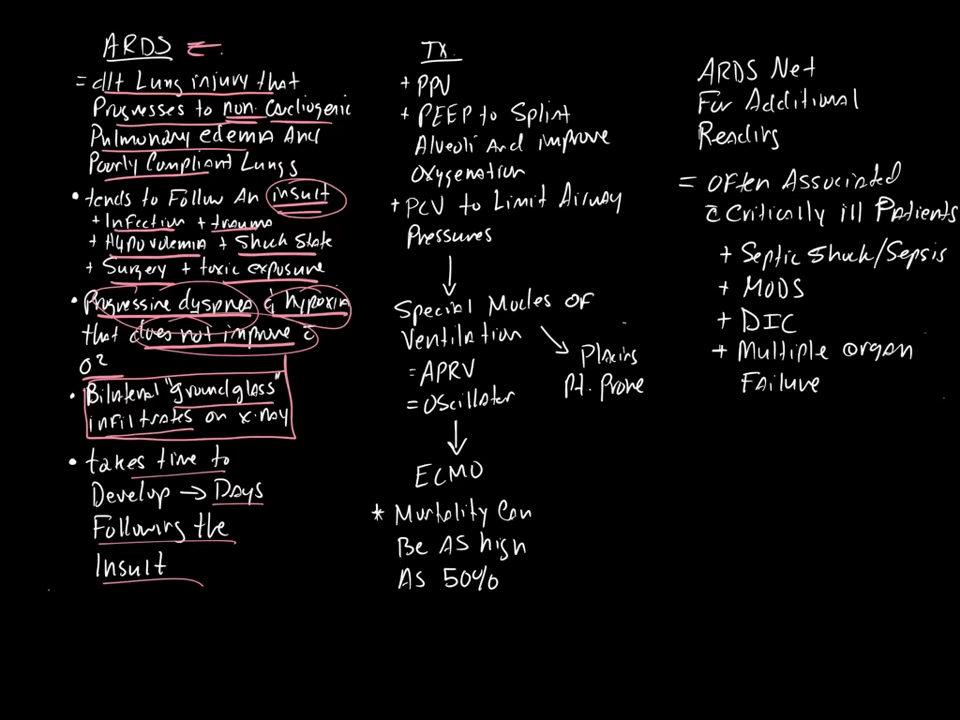 ARDS
= dlt Lung injury that
Progresses to non-Cardiogenic
Pulmonary edema And
Poorly Compliant Lungs
• tends to Follow An insult
+ Infection + trauma
+ Hypovolemia + Shock State
+ Surgery + toxic exposure
• Progressive dyspnea & hypoxia
that does not improve c̄
O²
• Bilateral "ground glass"
infiltrates on x-ray
• takes time to
Develop → Days
Following the
Insult
TX.
+ PPV
+ PEEP to Splint
Alveoli And improve
Oxygenation
+ PCV to Limit Airway
Pressures
Special Modes of
Ventilation
= APRV
= Oscillator
Placing
Pt. Prone
ECMO
* Mortality Can
Be AS high
As 50%
ARDS Net
For Additional
Reading
= Often Associated
c̄ Critically ill Patients
+ Septic Shock/Sepsis
+ MODS
+ DIC
+ Multiple organ
Failure